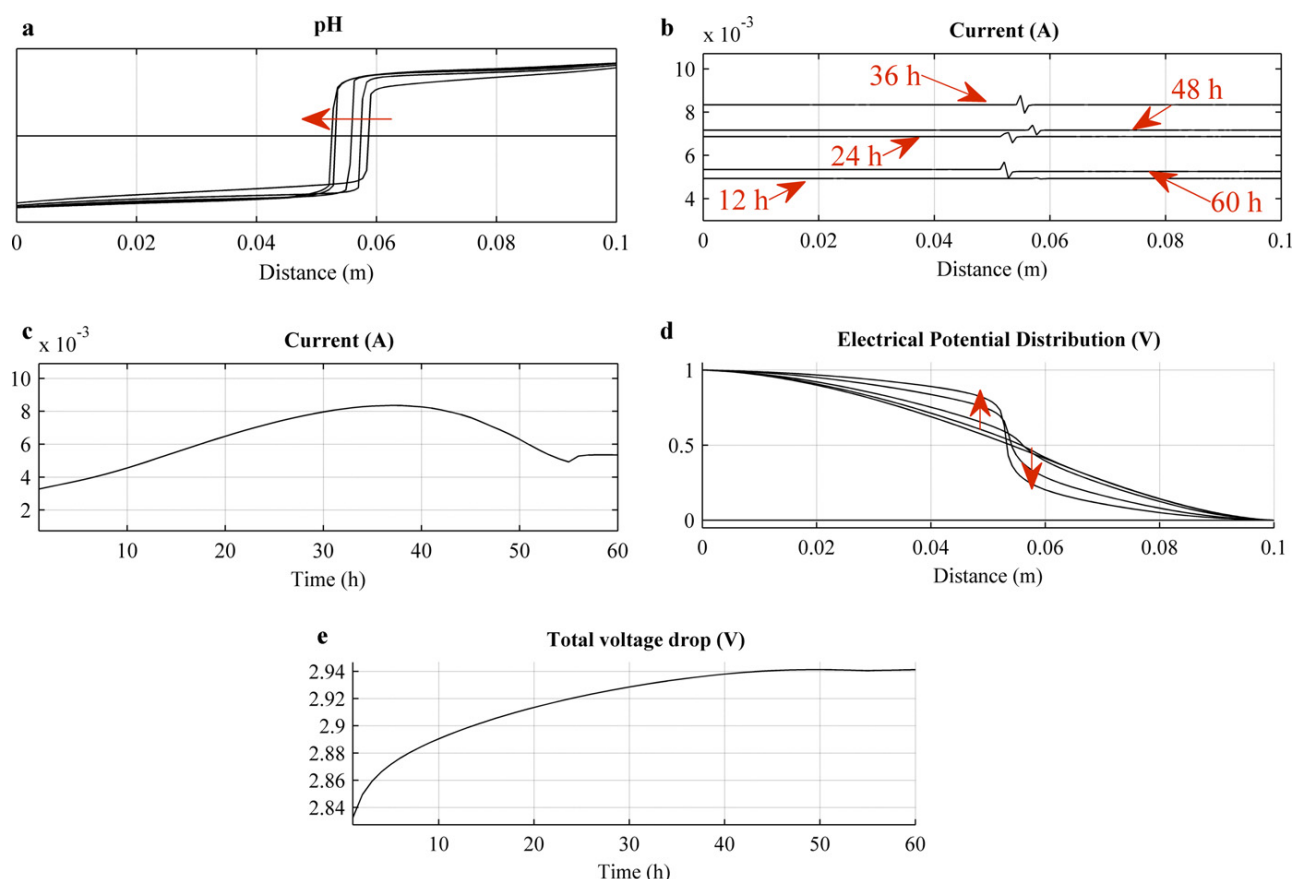 a
pH
0
0.02
0.04
0.06
0.08
0.1
Distance (m)
b
x 10⁻³
Current (A)
10
8
6
4
36 h
48 h
24 h
12 h
60 h
0
0.02
0.04
0.06
0.08
0.1
Distance (m)
c
x 10⁻³
Current (A)
10
8
6
4
2
10
20
30
40
50
60
Time (h)
d
Electrical Potential Distribution (V)
1
0.5
0
0
0.02
0.04
0.06
0.08
0.1
Distance (m)
e
Total voltage drop (V)
2.94
2.92
2.9
2.88
2.86
2.84
10
20
30
40
50
60
Time (h)